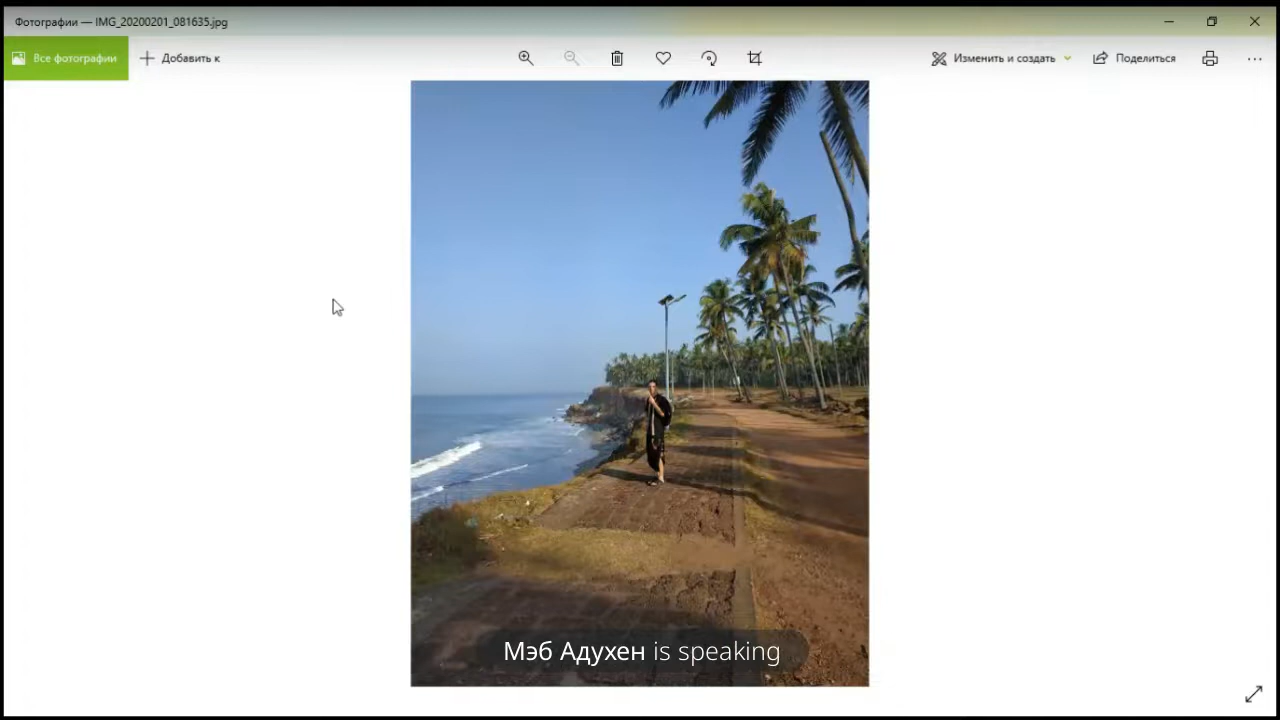 Фотографии — IMG_20200201_081635.jpg
Все фотографии
Добавить к
Изменить и создать
Поделиться
Мэб Адухен is speaking